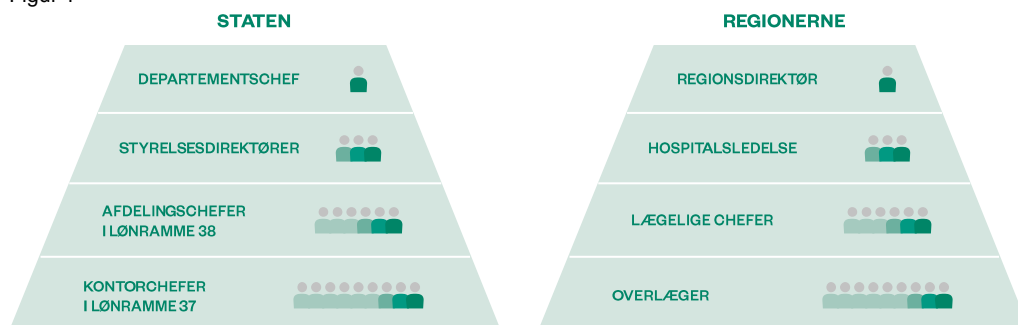 STATEN
DEPARTEMENTSCHEF
STYRELSESDIREKTØRER
AFDELINGSCHEFER
I LØNRAMME 38
KONTORCHEFER
I LØNRAMME 37
REGIONERNE
REGIONSDIREKTØR
HOSPITALSLEDELSE
LÆGELIGE CHEFER
OVERLÆGER